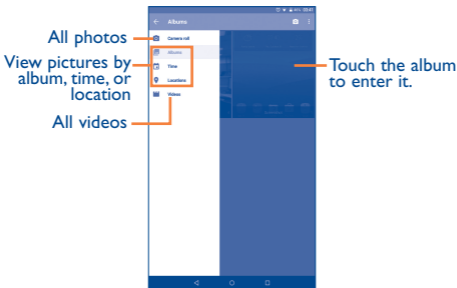 Albums
All photos
Camera roll
View pictures by
album, time, or
location
Albums
Time
Locations
All videos
Videos
Touch the album
to enter it.